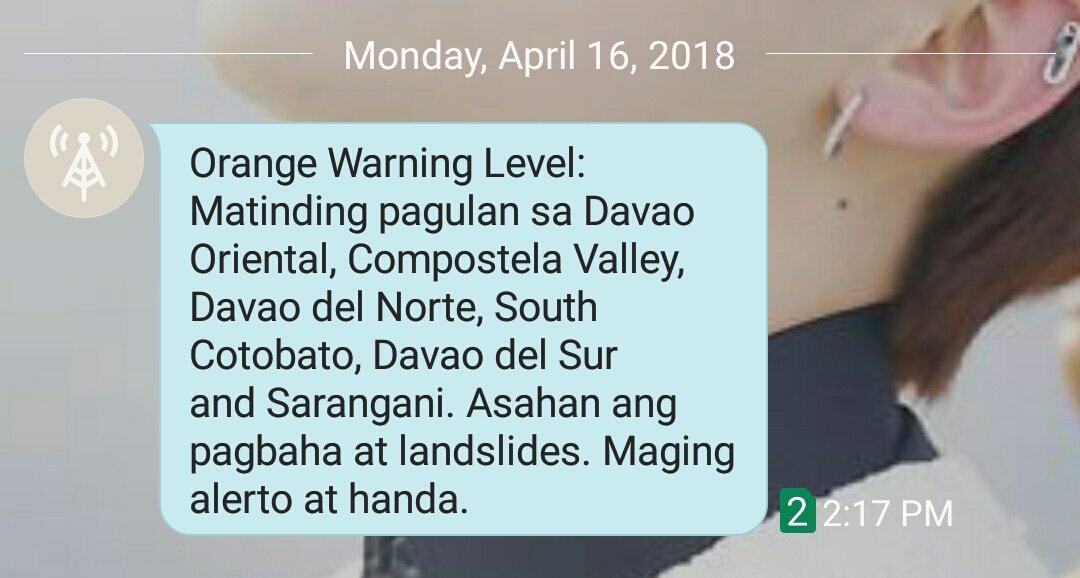 Monday, April 16, 2018
Orange Warning Level:
Matinding pagulan sa Davao
Oriental, Compostela Valley,
Davao del Norte, South
Cotobato, Davao del Sur
and Sarangani. Asahan ang
pagbaha at landslides. Maging
alerto at handa.
2 2:17 PM